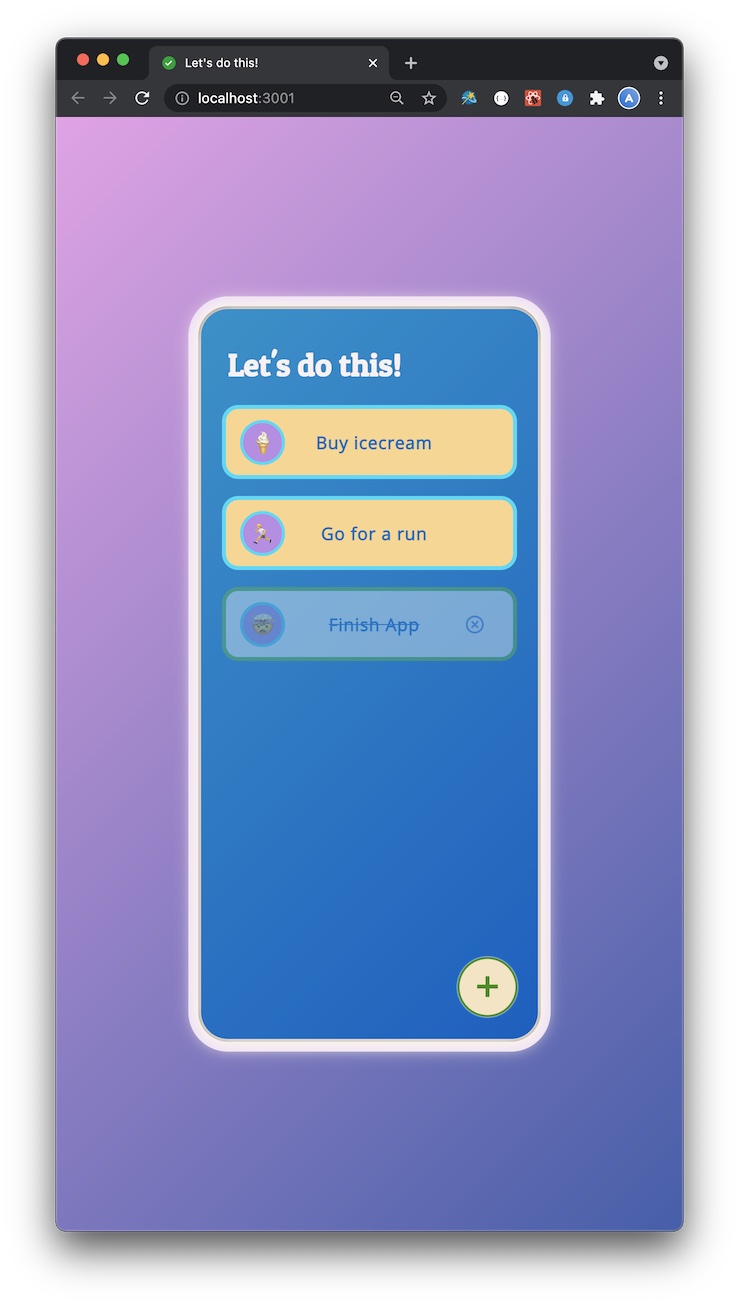 Let's do this!
localhost:3001
A
Let's do this!
Buy icecream
Go for a run
Finish App